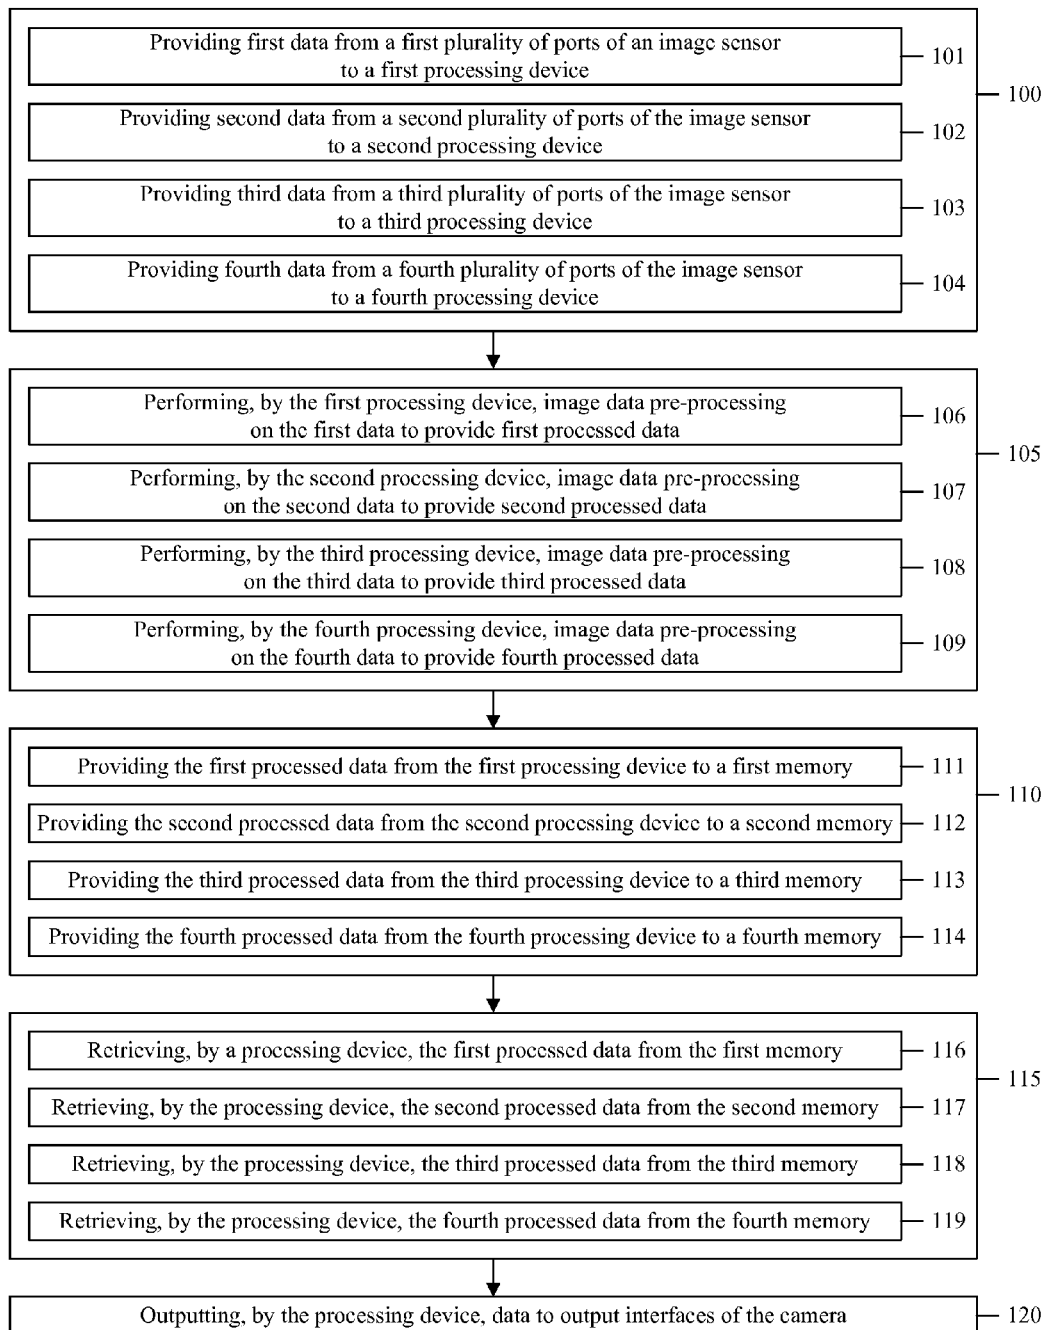 Providing first data from a first plurality of ports of an image sensor
to a first processing device
101
100
Providing second data from a second plurality of ports of the image sensor
to a second processing device
102
Providing third data from a third plurality of ports of the image sensor
to a third processing device
103
Providing fourth data from a fourth plurality of ports of the image sensor
to a fourth processing device
104
Performing, by the first processing device, image data pre-processing
on the first data to provide first processed data
106
105
Performing, by the second processing device, image data pre-processing
on the second data to provide second processed data
107
Performing, by the third processing device, image data pre-processing
on the third data to provide third processed data
108
Performing, by the fourth processing device, image data pre-processing
on the fourth data to provide fourth processed data
109
Providing the first processed data from the first processing device to a first memory
111
110
Providing the second processed data from the second processing device to a second memory
112
Providing the third processed data from the third processing device to a third memory
113
Providing the fourth processed data from the fourth processing device to a fourth memory
114
Retrieving, by a processing device, the first processed data from the first memory
116
115
Retrieving, by the processing device, the second processed data from the second memory
117
Retrieving, by the processing device, the third processed data from the third memory
118
Retrieving, by the processing device, the fourth processed data from the fourth memory
119
Outputting, by the processing device, data to output interfaces of the camera
120